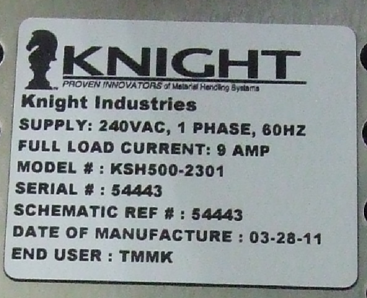 KNIGHT
PROVEN INNOVATORS of Material Handling Systems
Knight Industries
SUPPLY: 240VAC, 1 PHASE, 60HZ
FULL LOAD CURRENT: 9 AMP
MODEL # : KSH500-2301
SERIAL # : 54443
SCHEMATIC REF # : 54443
DATE OF MANUFACTURE : 03-28-11
END USER : TMMK